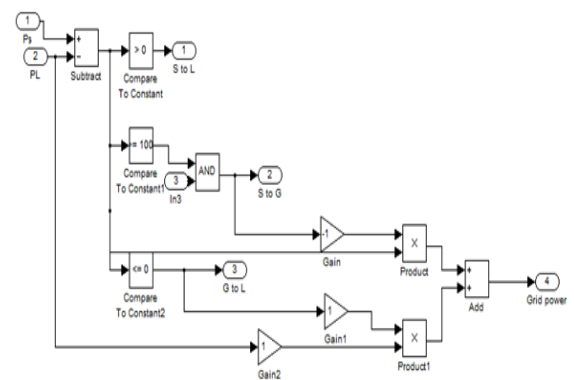 1
Ps
2
PL
+
−
Subtract
> 0
Compare
To Constant
1
S to L
>= 100
Compare
To Constant1
3
In3
AND
2
S to G
-1
Gain
×
Product
<= 0
Compare
To Constant2
3
G to L
1
Gain1
1
Gain2
×
Product1
+
+
Add
4
Grid power